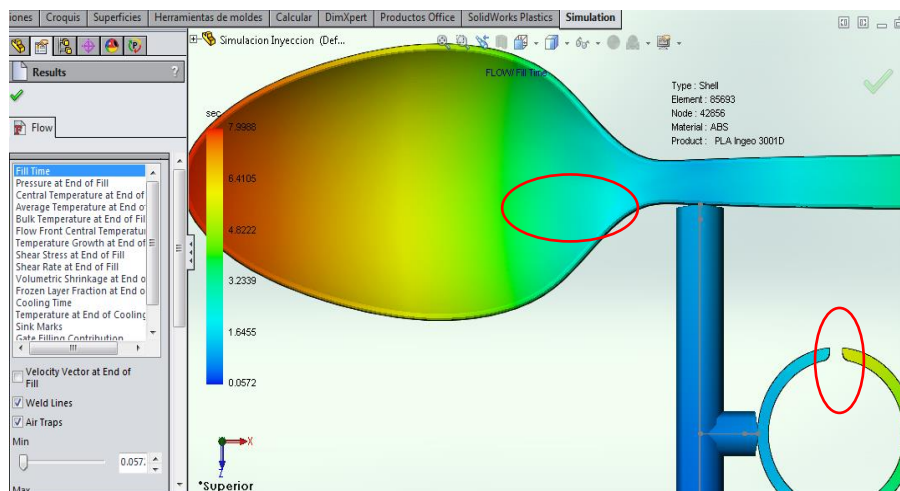 iones Croquis Superficies Herramientas de moldes Calcular DimXpert Productos Office SolidWorks Plastics Simulation
Simulacion Inyeccion (Def...
Results ?
Flow
Fill Time
Pressure at End of Fill
Central Temperature at End of
Average Temperature at End o
Bulk Temperature at End of Fil
Flow Front Central Temperatur
Temperature Growth at End of
Shear Stress at End of Fill
Shear Rate at End of Fill
Volumetric Shrinkage at End o
Frozen Layer Fraction at End o
Cooling Time
Temperature at End of Cooling
Sink Marks
Gate Filling Contribution
Velocity Vector at End of
Fill
Weld Lines
Air Traps
Min
0.057
Max
FLOW/Fill Time
sec
7.9988
6.4105
4.8222
3.2339
1.6455
0.0572
Type : Shell
Element : 85693
Node : 42856
Material : ABS
Product : PLA Ingeo 3001D
X
Z
*Superior